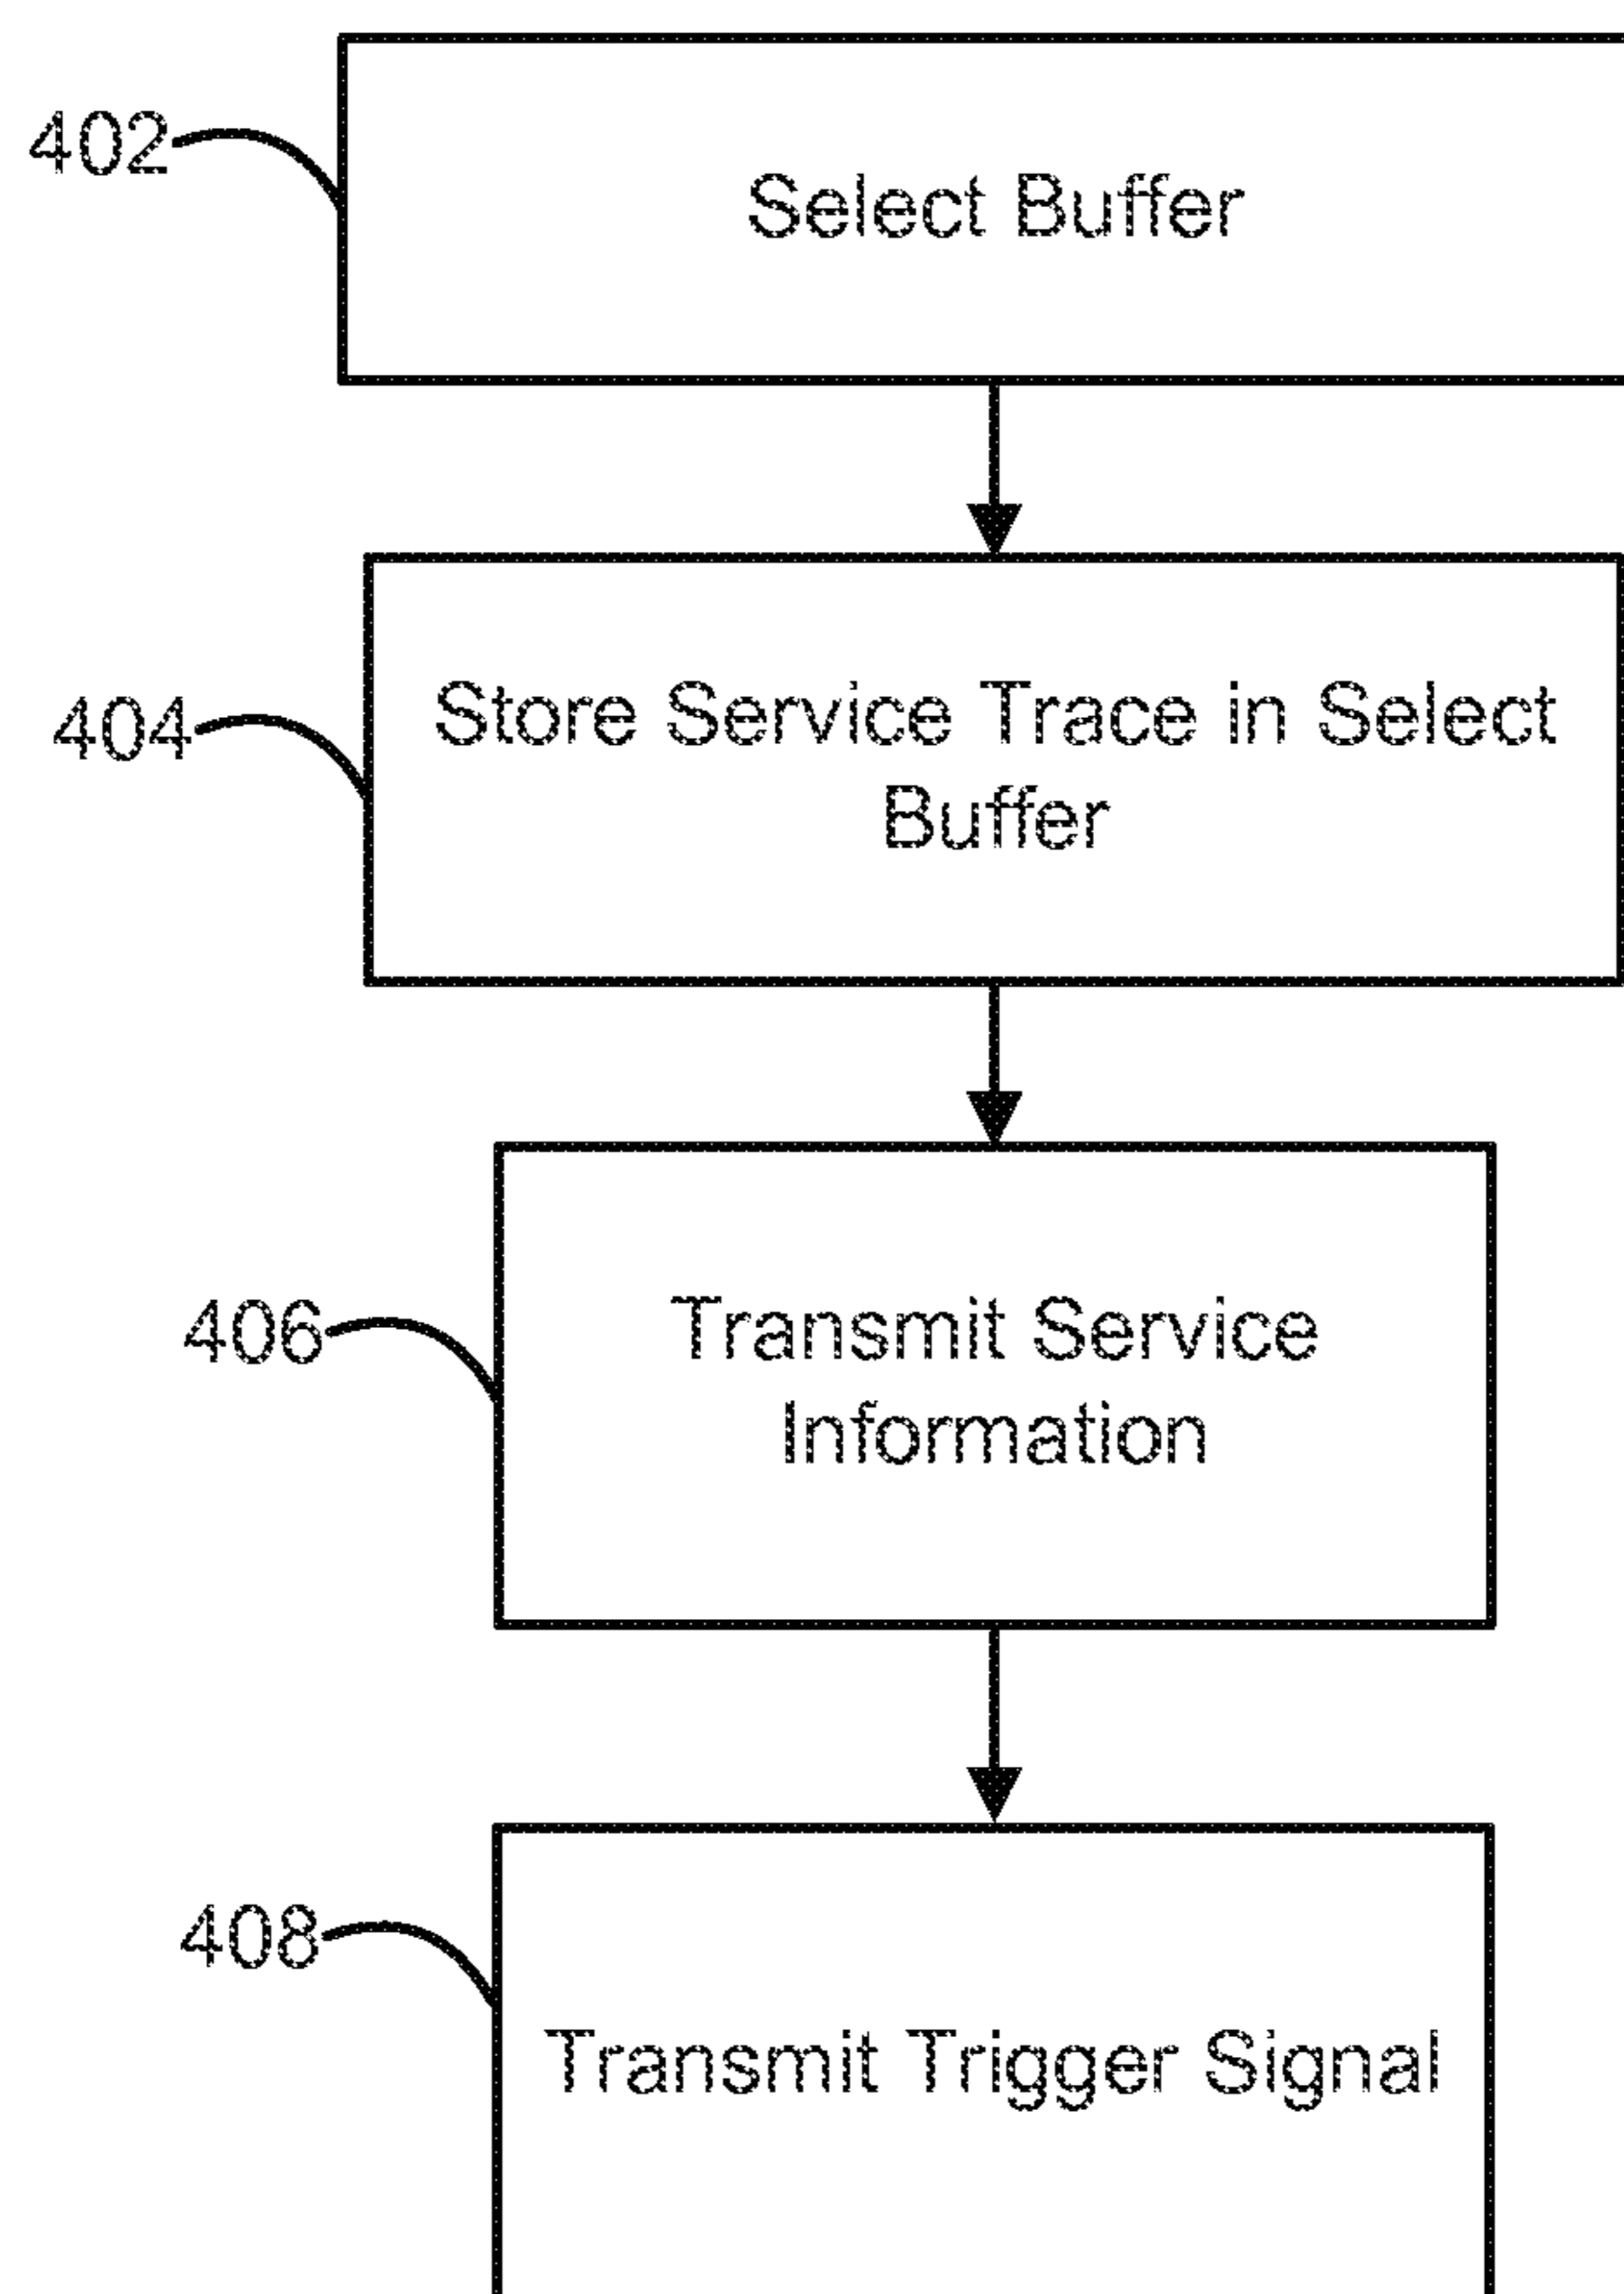 402
Select Buffer
404
Store Service Trace in Select
Buffer
406
Transmit Service
Information
408
Transmit Trigger Signal